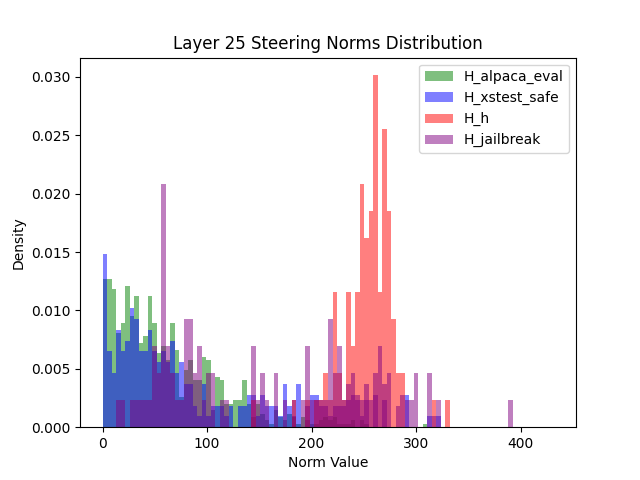 Layer 25 Steering Norms Distribution
H_alpaca_eval
H_xstest_safe
H_h
H_jailbreak
0.030
0.025
0.020
0.015
0.010
0.005
0.000
Density
0 100 200 300 400
Norm Value